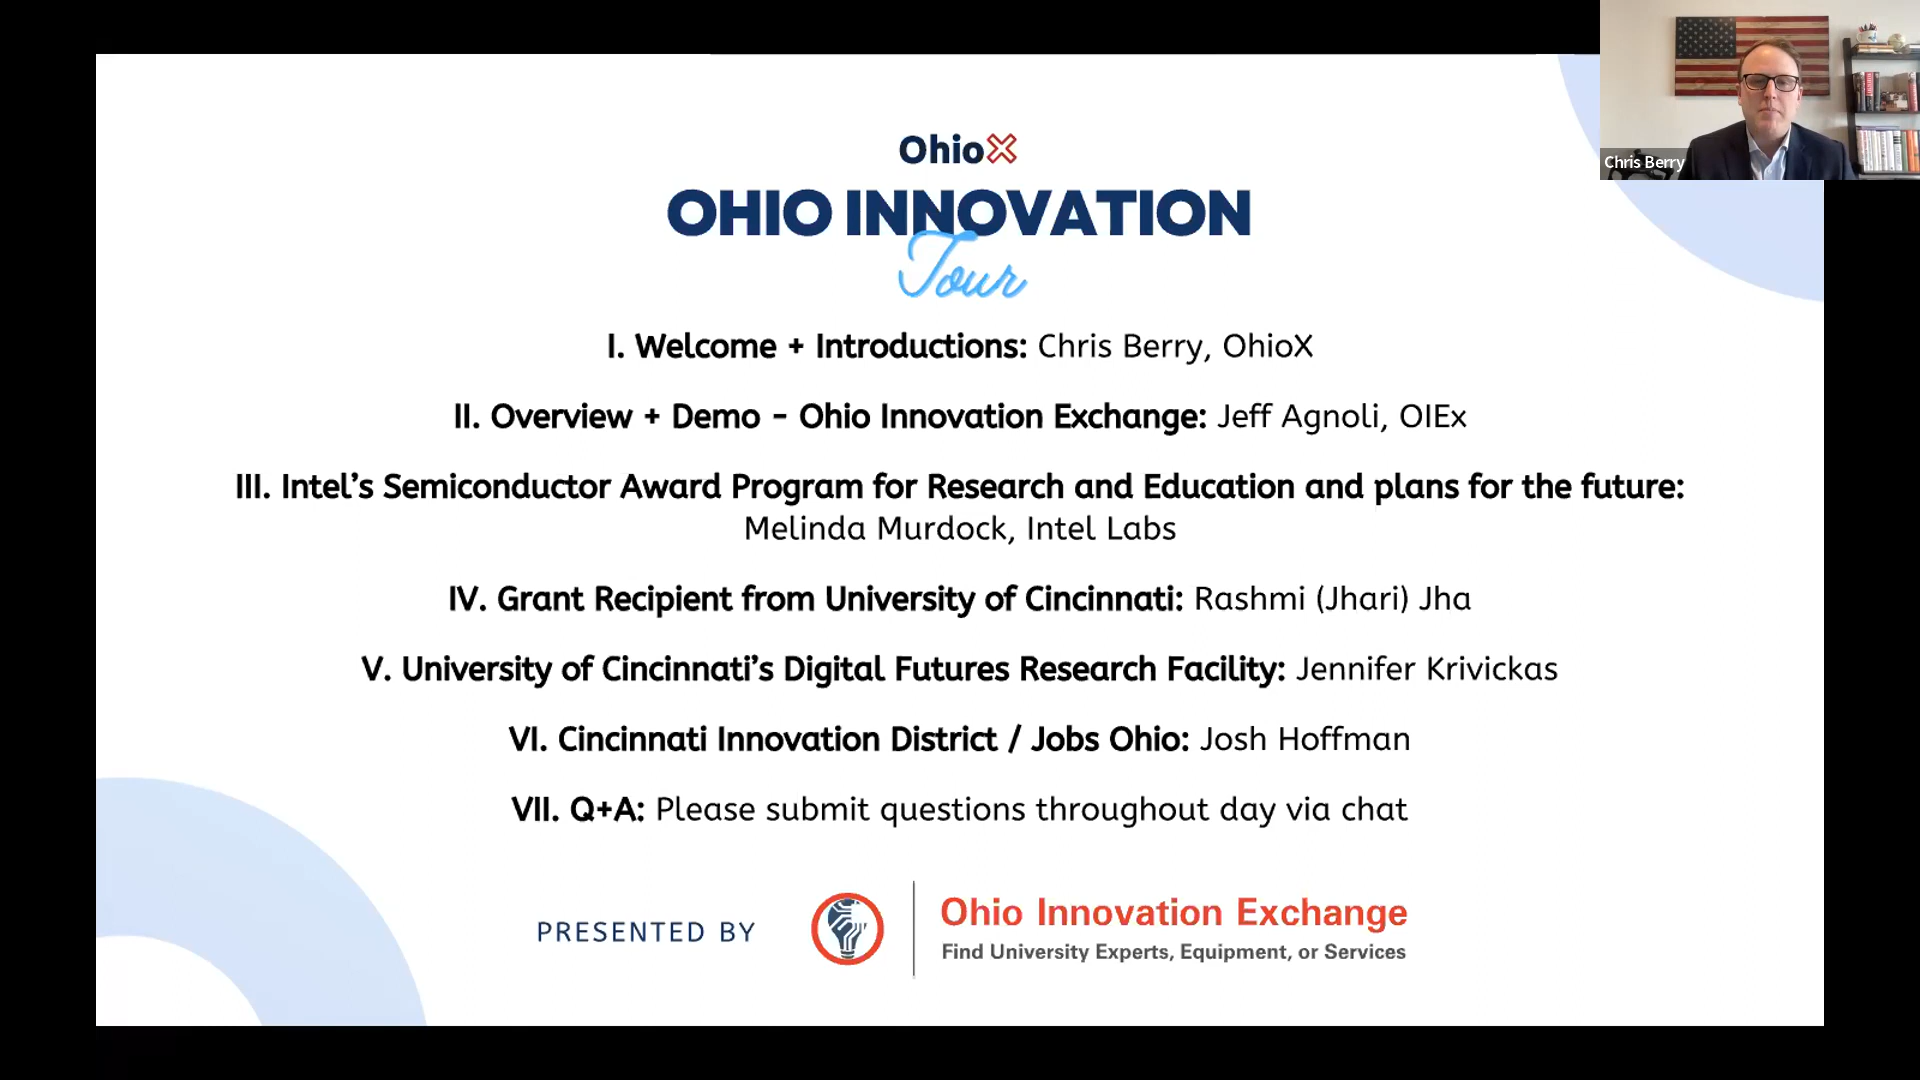 Chris Berry
OhioX
OHIO INNOVATION
Tour
I. Welcome + Introductions: Chris Berry, OhioX
II. Overview + Demo - Ohio Innovation Exchange: Jeff Agnoli, OIEx
III. Intel's Semiconductor Award Program for Research and Education and plans for the future:
Melinda Murdock, Intel Labs
IV. Grant Recipient from University of Cincinnati: Rashmi (Jhari) Jha
V. University of Cincinnati's Digital Futures Research Facility: Jennifer Krivickas
VI. Cincinnati Innovation District / Jobs Ohio: Josh Hoffman
VII. Q+A: Please submit questions throughout day via chat
PRESENTED BY
Ohio Innovation Exchange
Find University Experts, Equipment, or Services